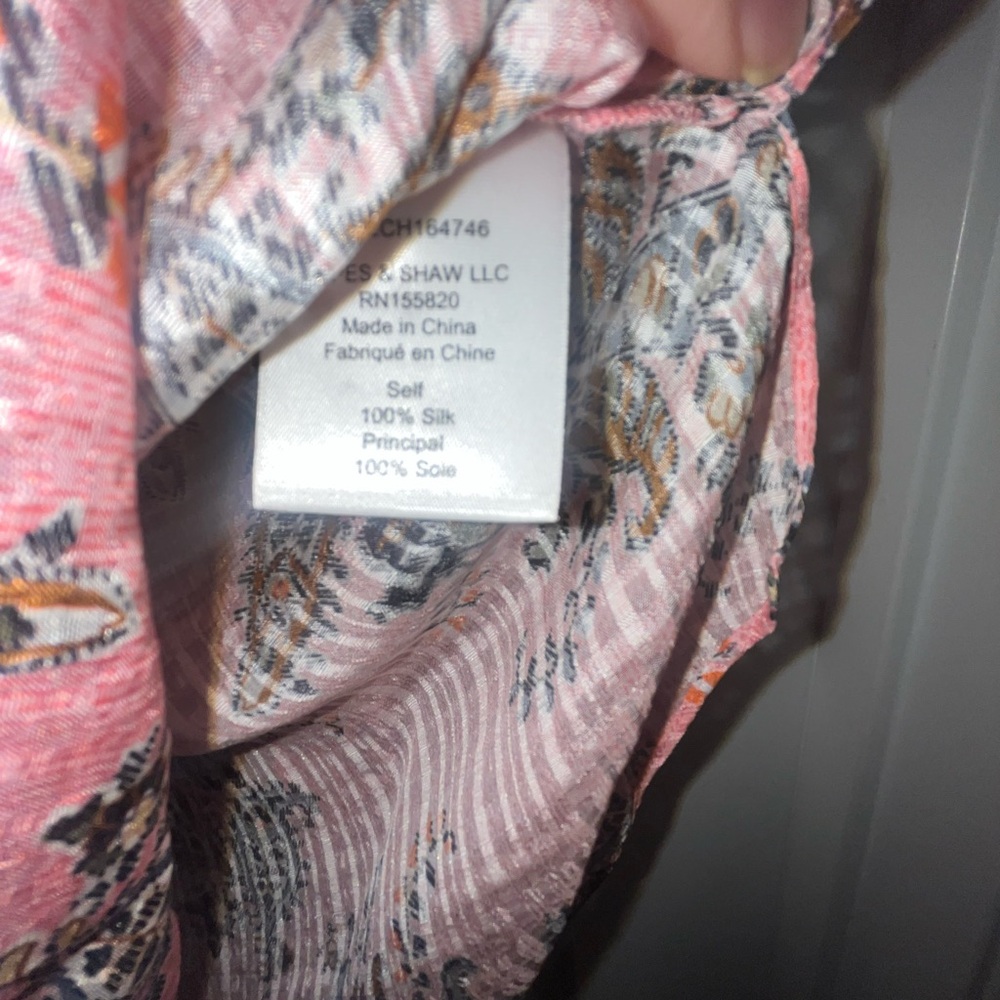 CH164746
ES & SHAW LLC
RN155820
Made in China
Fabriqué en Chine
Self
100% Silk
Principal
100% Soie